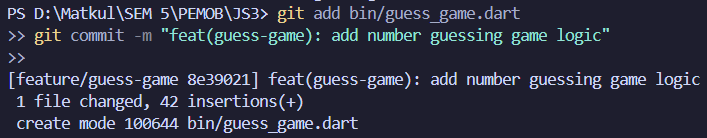 PS D:\Matkul\SEM 5\PEMOB\JS3> git add bin/guess_game.dart
>> git commit -m "feat(guess-game): add number guessing game logic"
>>
[feature/guess-game 8e39021] feat(guess-game): add number guessing game logic
1 file changed, 42 insertions(+)
create mode 100644 bin/guess_game.dart